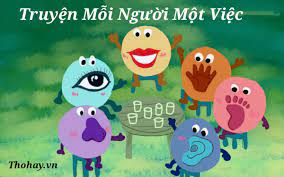 Truyện Mỗi Người Một Việc
Thohay.vn